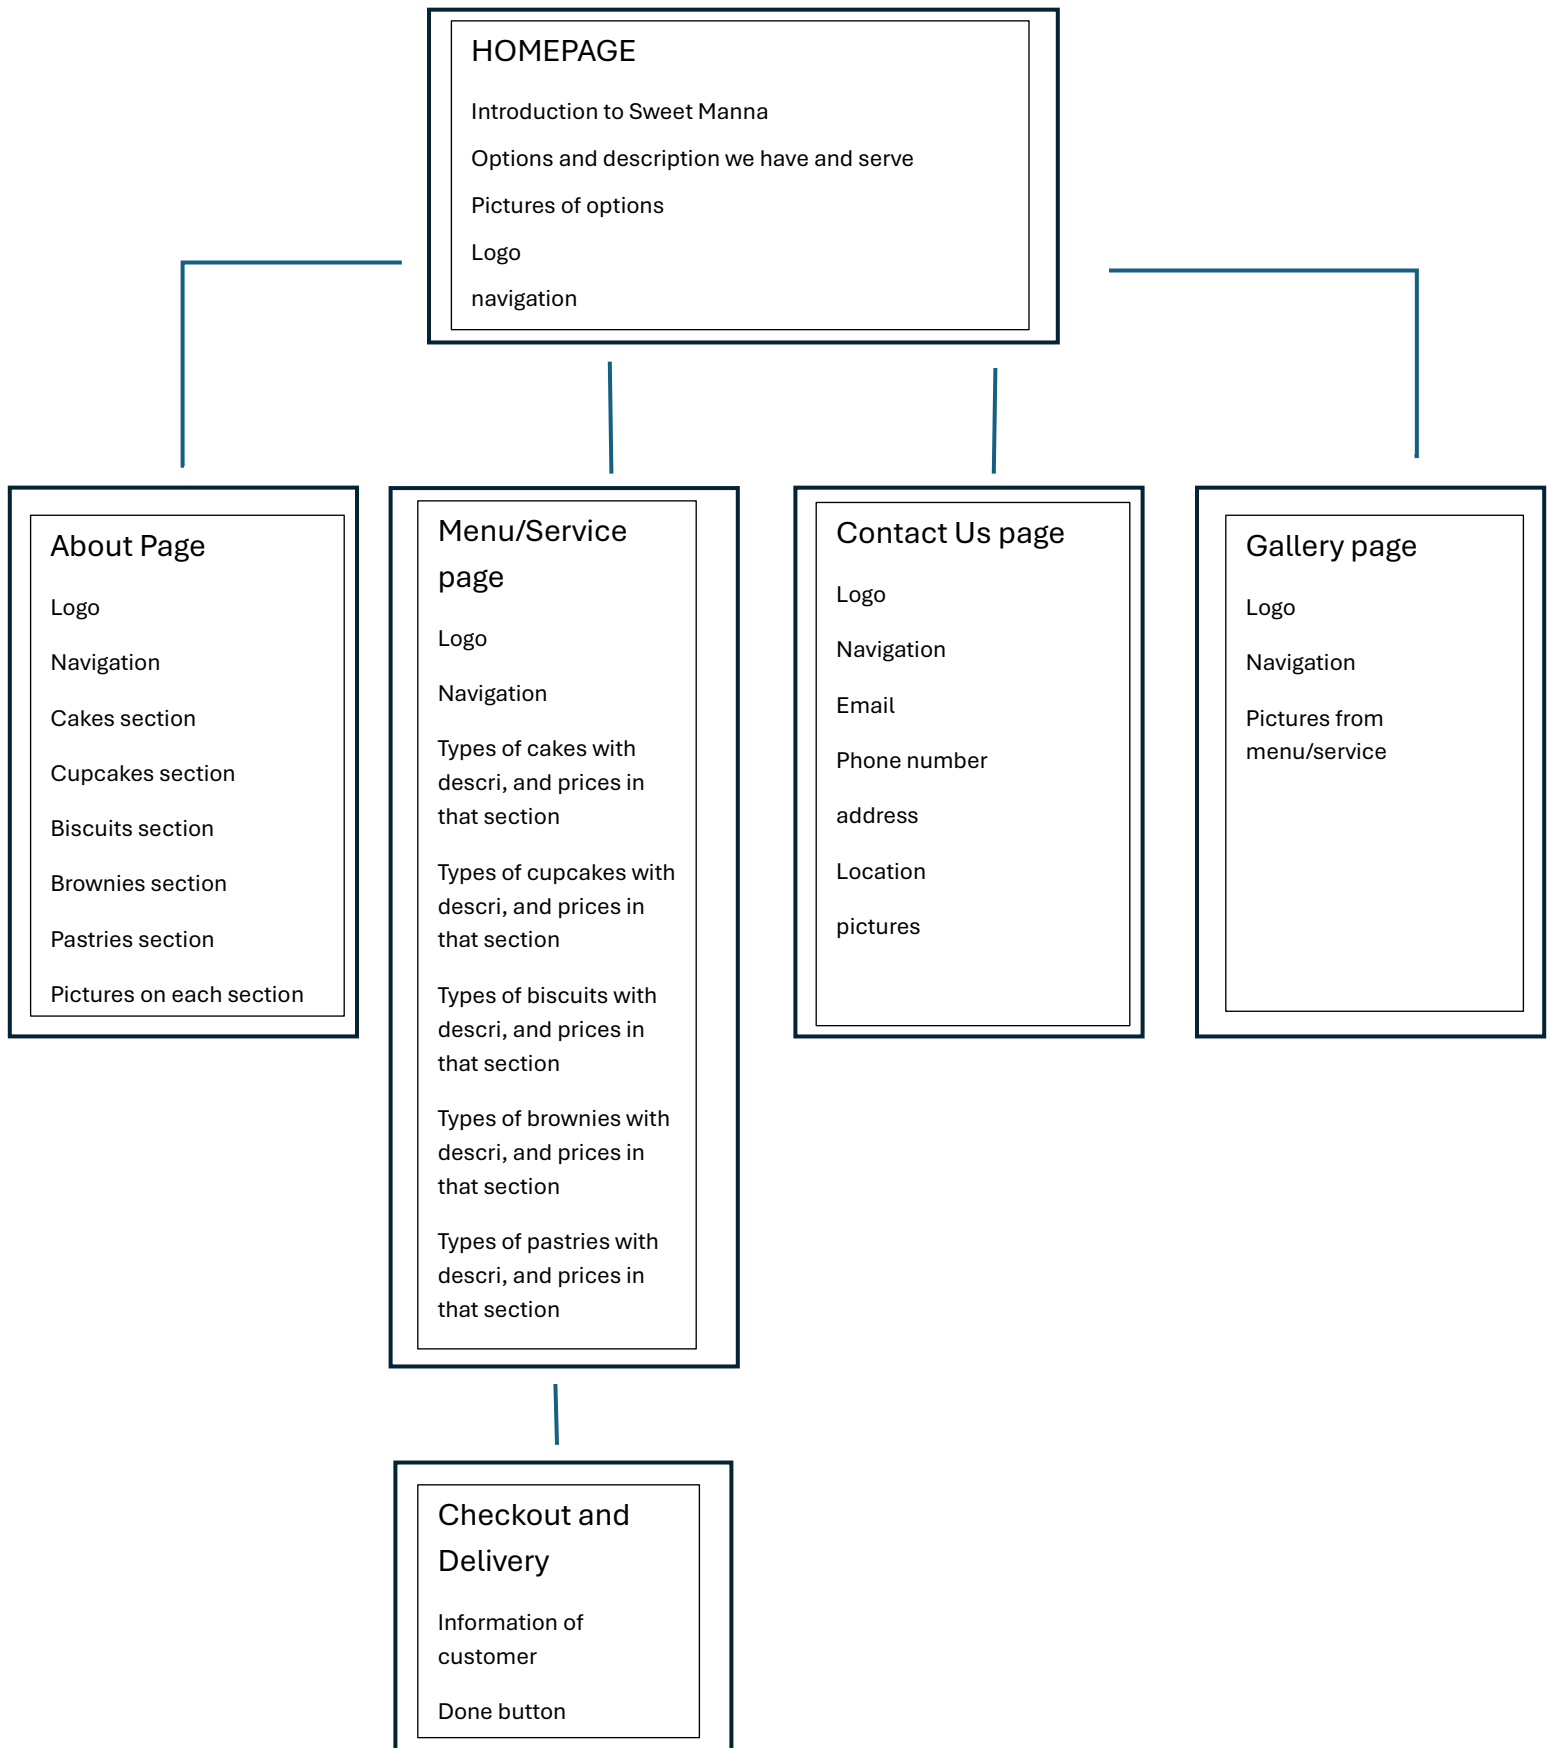 HOMEPAGE
Introduction to Sweet Manna
Options and description we have and serve
Pictures of options
Logo
navigation
About Page
Logo
Navigation
Cakes section
Cupcakes section
Biscuits section
Brownies section
Pastries section
Pictures on each section
Menu/Service
page
Logo
Navigation
Types of cakes with
descri, and prices in
that section
Types of cupcakes with
descri, and prices in
that section
Types of biscuits with
descri, and prices in
that section
Types of brownies with
descri, and prices in
that section
Types of pastries with
descri, and prices in
that section
Contact Us page
Logo
Navigation
Email
Phone number
address
Location
pictures
Gallery page
Logo
Navigation
Pictures from
menu/service
Checkout and
Delivery
Information of
customer
Done button